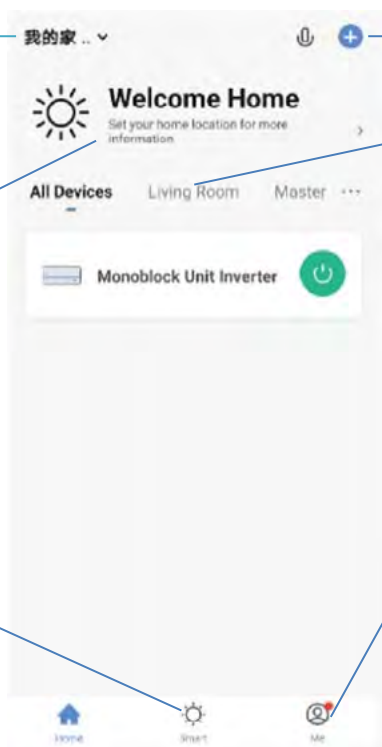 我的家 ..
Welcome Home
Set your home location for more
information
All Devices Living Room Master ···
Monoblock Unit Inverter
Home Smart Me